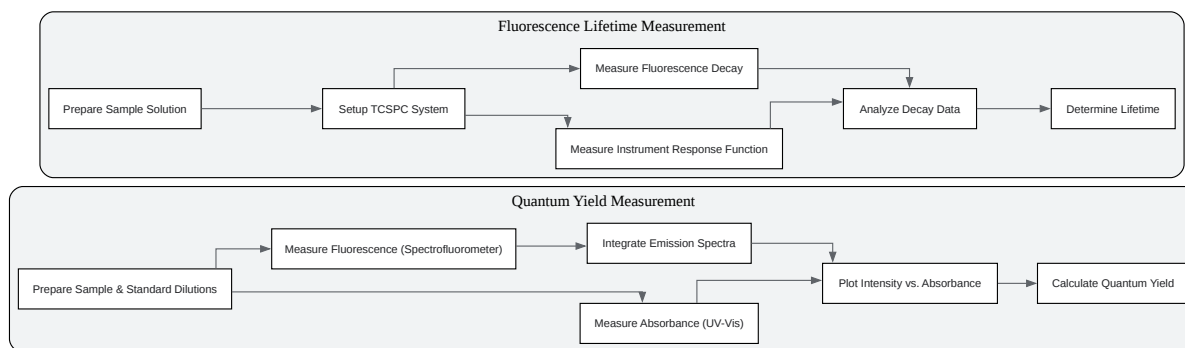 Fluorescence Lifetime Measurement
Measure Fluorescence Decay
Prepare Sample Solution
Setup TCSPC System
Analyze Decay Data
Determine Lifetime
Measure Instrument Response Function
Quantum Yield Measurement
Measure Fluorescence (Spectrofluorometer)
Integrate Emission Spectra
Prepare Sample & Standard Dilutions
Plot Intensity vs. Absorbance
Calculate Quantum Yield
Measure Absorbance (UV-Vis)